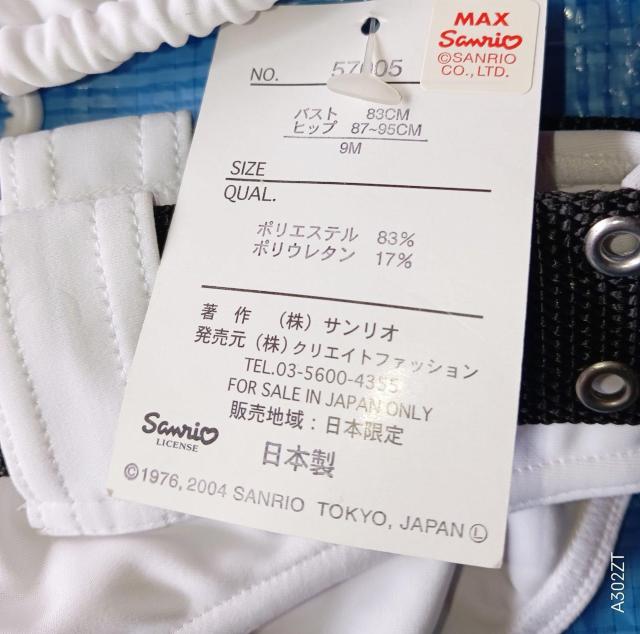 MAX
Sanrio
©SANRIO
CO., LTD.
NO. 57005
バスト 83CM
ヒップ 87~95CM
9M
SIZE
QUAL.
ポリエステル 83%
ポリウレタン 17%
著 作 (株) サンリオ
発売元 (株) クリエイトファッション
TEL.03-5600-4355
FOR SALE IN JAPAN ONLY
販売地域:日本限定
Sanrio
LICENSE
日本製
©1976, 2004 SANRIO TOKYO, JAPAN Ⓛ
A302ZT